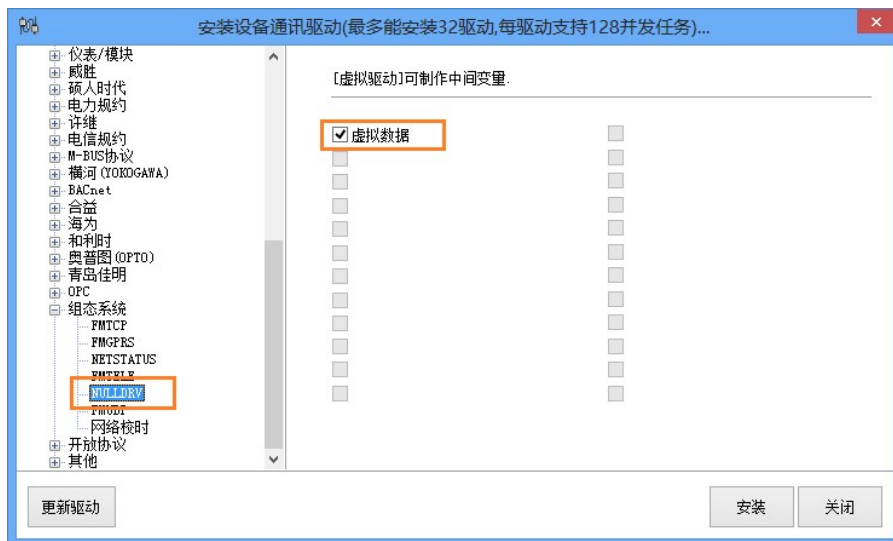 安装设备通讯驱动(最多能安装32驱动,每驱动支持128并发任务)...
仪表/模块
威胜
硕人时代
电力规约
许继
电信规约
M-BUS协议
横河(YOKOGAWA)
BACnet
合益
海为
和利时
奥普图(OPTO)
青岛佳明
OPC
组态系统
FMTCP
FMGPRS
NETSTATUS
FMTELE
NULLDRV
网络校时
开放协议
其他
[虚拟驱动]可制作中间变量.
虚拟数据
更新驱动
安装
关闭